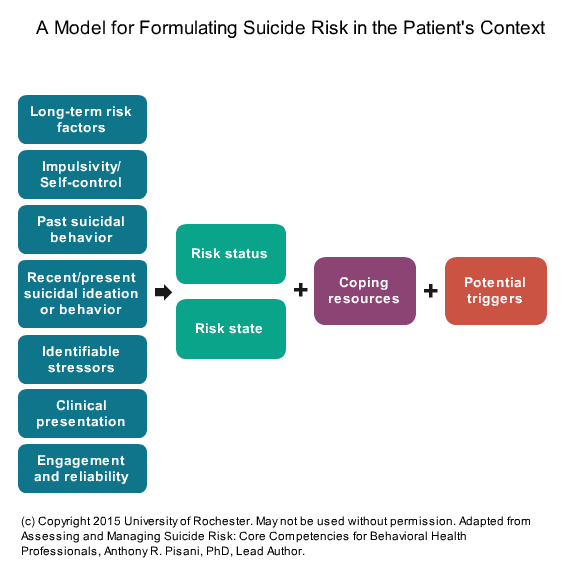 A Model for Formulating Suicide Risk in the Patient's Context
Long-term risk
factors
Impulsivity/
Self-control
Past suicidal
behavior
Recent/present
suicidal ideation
or behavior
Identifiable
stressors
Clinical
presentation
Engagement
and reliability
Risk status
Risk state
+
Coping
resources
+
Potential
triggers
(c) Copyright 2015 University of Rochester. May not be used without permission. Adapted from
Assessing and Managing Suicide Risk: Core Competencies for Behavioral Health
Professionals, Anthony R. Pisani, PhD, Lead Author.